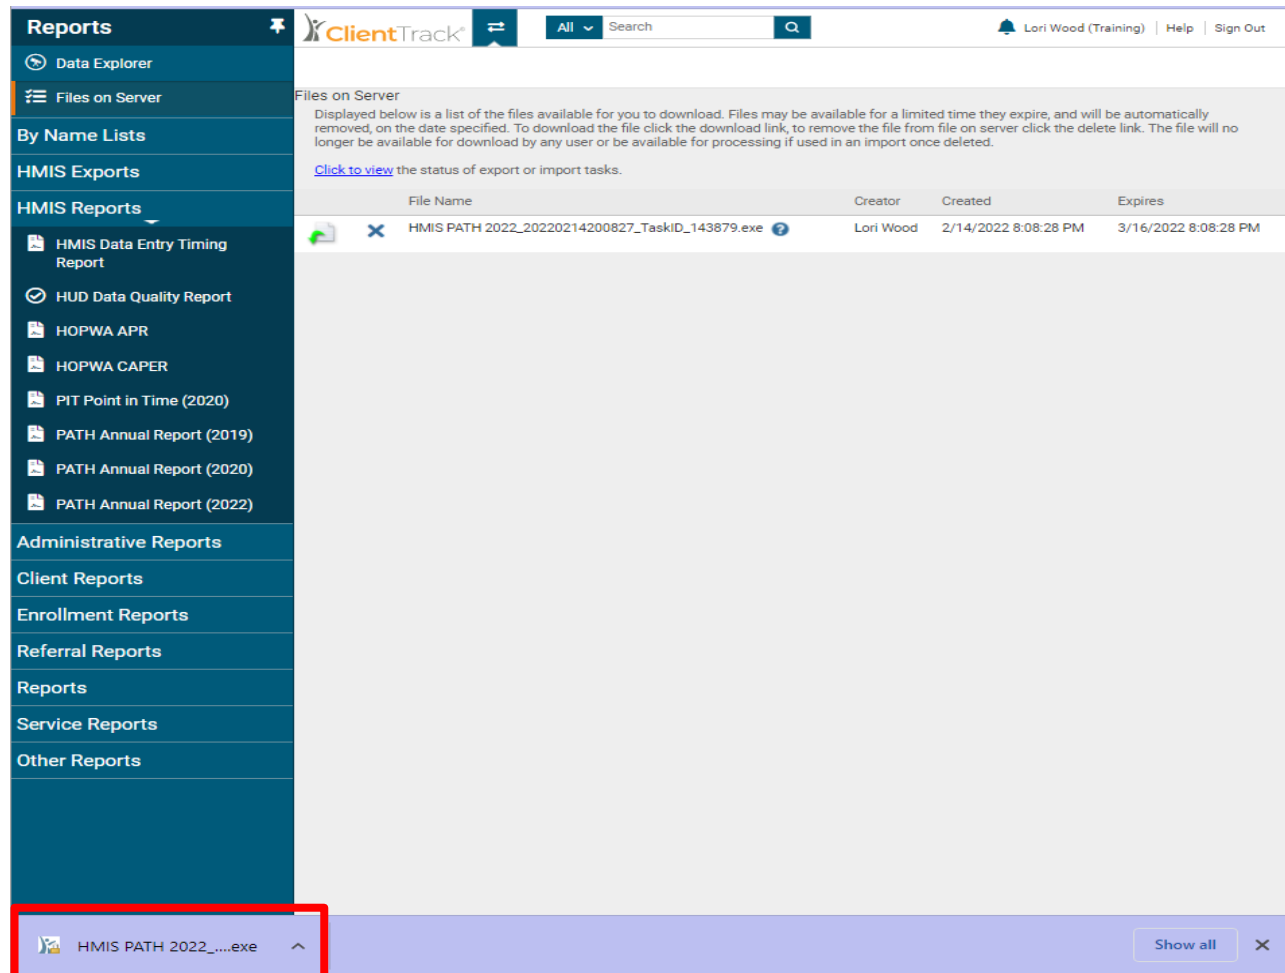 Reports
ClientTrack®
All
Search
Lori Wood (Training) | Help | Sign Out
Data Explorer
Files on Server
By Name Lists
HMIS Exports
HMIS Reports
HMIS Data Entry Timing
Report
HUD Data Quality Report
HOPWA APR
HOPWA CAPER
PIT Point in Time (2020)
PATH Annual Report (2019)
PATH Annual Report (2020)
PATH Annual Report (2022)
Administrative Reports
Client Reports
Enrollment Reports
Referral Reports
Reports
Service Reports
Other Reports
Files on Server
Displayed below is a list of the files available for you to download. Files may be available for a limited time they expire, and will be automatically
removed, on the date specified. To download the file click the download link, to remove the file from file on server click the delete link. The file will no
longer be available for download by any user or be available for processing if used in an import once deleted.
Click to view the status of export or import tasks.
File Name Creator Created Expires
HMIS PATH 2022_20220214200827_TaskID_143879.exe ? Lori Wood 2/14/2022 8:08:28 PM 3/16/2022 8:08:28 PM
HMIS PATH 2022_....exe
Show all